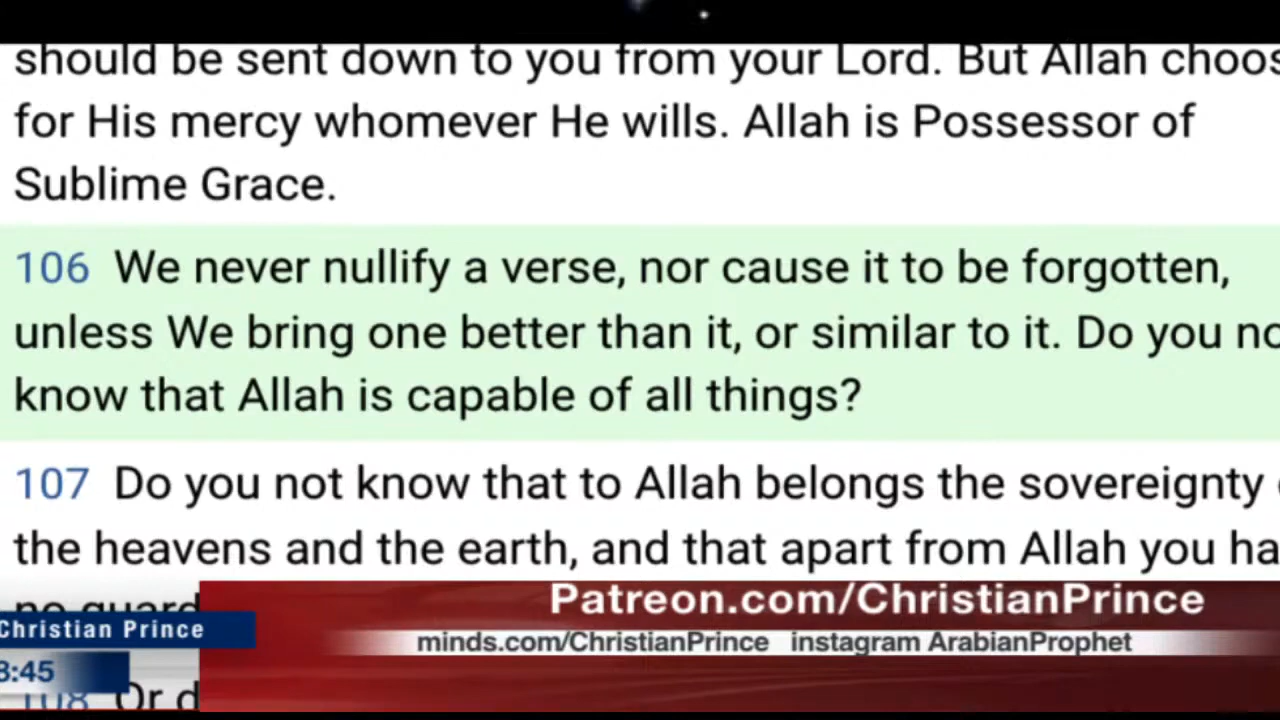 should be sent down to you from your Lord. But Allah
for His mercy whomever He wills. Allah is Possessor of
Sublime Grace.
106 We never nullify a verse, nor cause it to be forgotten,
unless We bring one better than it, or similar to it. Do you
know that Allah is capable of all things?
107 Do you not know that to Allah belongs the sovereignty
the heavens and the earth, and that apart from Allah you
no
Patreon.com/ChristianPrince
Christian Prince
minds.com/ChristianPrince instagram ArabianProphet
8:45
108 Or